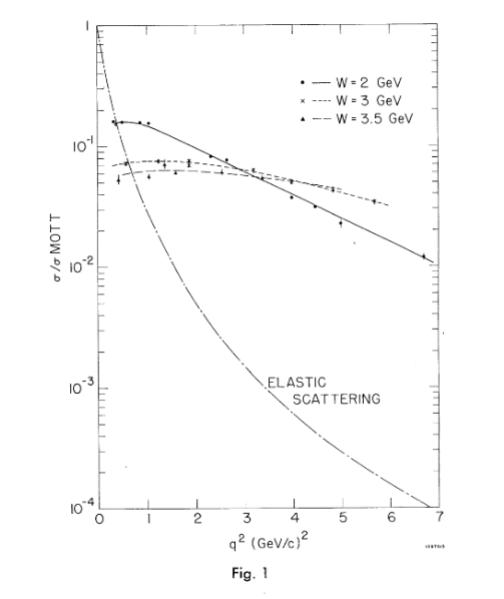 1
• — W = 2 GeV
× --- W = 3 GeV
▲ — — W = 3.5 GeV
10-1
σ/σ MOTT
10-2
ELASTIC
SCATTERING
10-3
10-4
0 1 2 3 4 5 6 7
q2 (GeV/c)2
Fig. 1